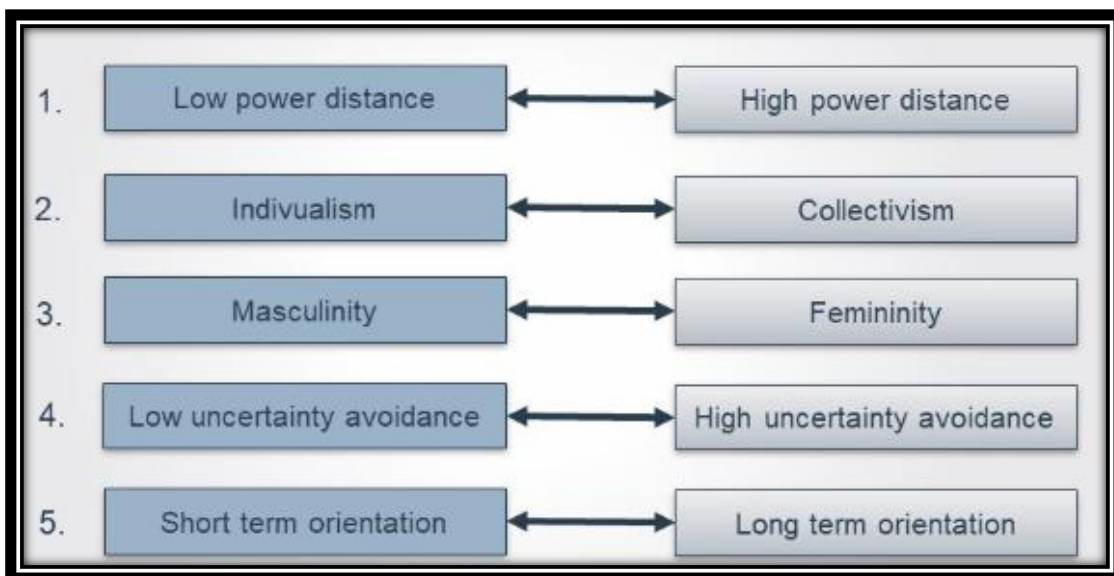 1. Low power distance High power distance
2. Indivualism Collectivism
3. Masculinity Femininity
4. Low uncertainty avoidance High uncertainty avoidance
5. Short term orientation Long term orientation